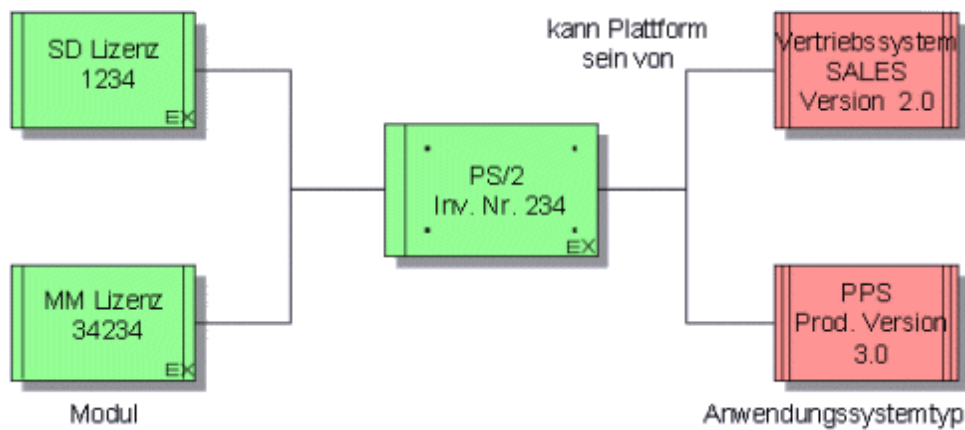 SD Lizenz
1234
EX
kann Plattform
sein von
Vertriebssystem
SALES
Version 2.0
PS/2
Inv. Nr. 234
EX
MM Lizenz
34234
EX
Modul
PPS
Prod. Version
3.0
Anwendungssystemtyp